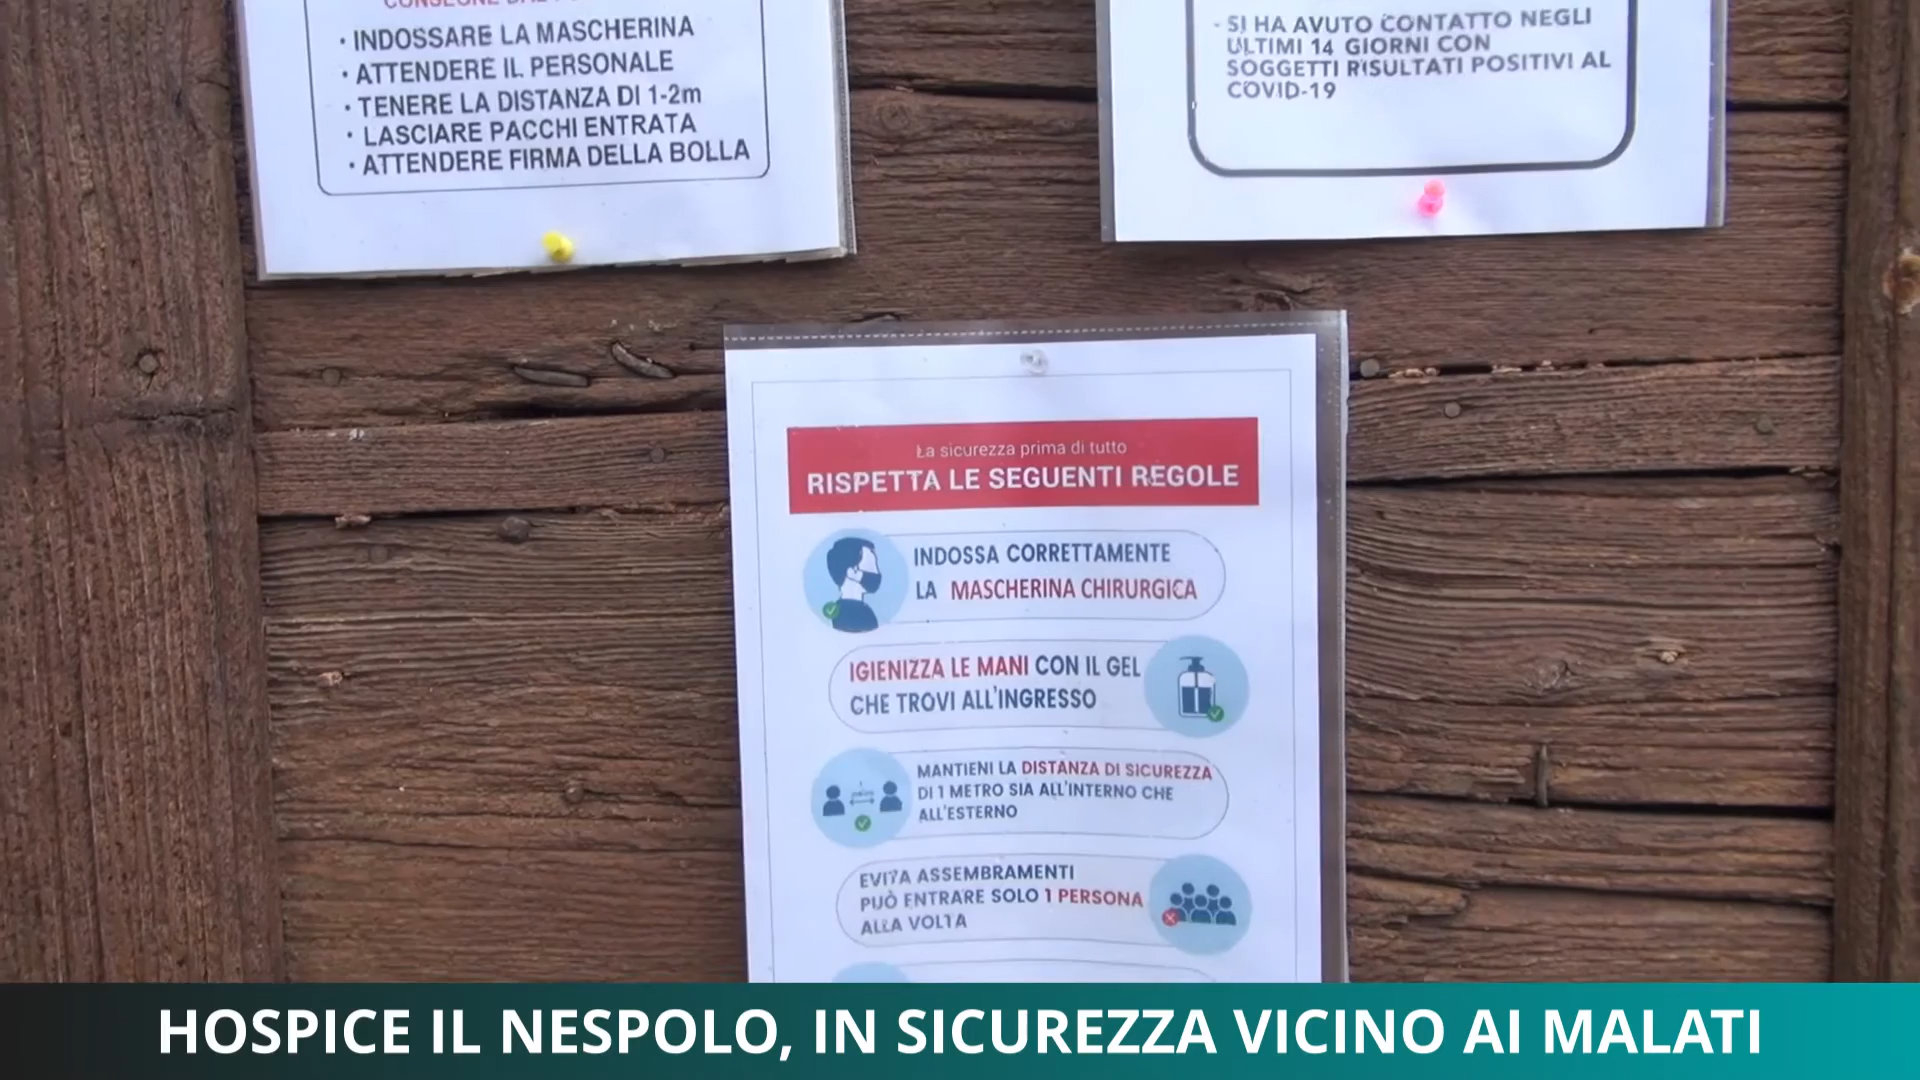 · INDOSSARE LA MASCHERINA
· ATTENDERE IL PERSONALE
· TENERE LA DISTANZA DI 1-2m
· LASCIARE PACCHI ENTRATA
· ATTENDERE FIRMA DELLA BOLLA
- SI HA AVUTO CONTATTO NEGLI
ULTIMI 14 GIORNI CON
SOGGETTI RISULTATI POSITIVI AL
COVID-19
La sicurezza prima di tutto
RISPETTA LE SEGUENTI REGOLE
INDOSSA CORRETTAMENTE
LA MASCHERINA CHIRURGICA
IGIENIZZA LE MANI CON IL GEL
CHE TROVI ALL'INGRESSO
MANTIENI LA DISTANZA DI SICUREZZA
DI 1 METRO SIA ALL'INTERNO CHE
ALL'ESTERNO
EVITA ASSEMBRAMENTI
PUÒ ENTRARE SOLO 1 PERSONA
ALLA VOLTA
HOSPICE IL NESPOLO, IN SICUREZZA VICINO AI MALATI